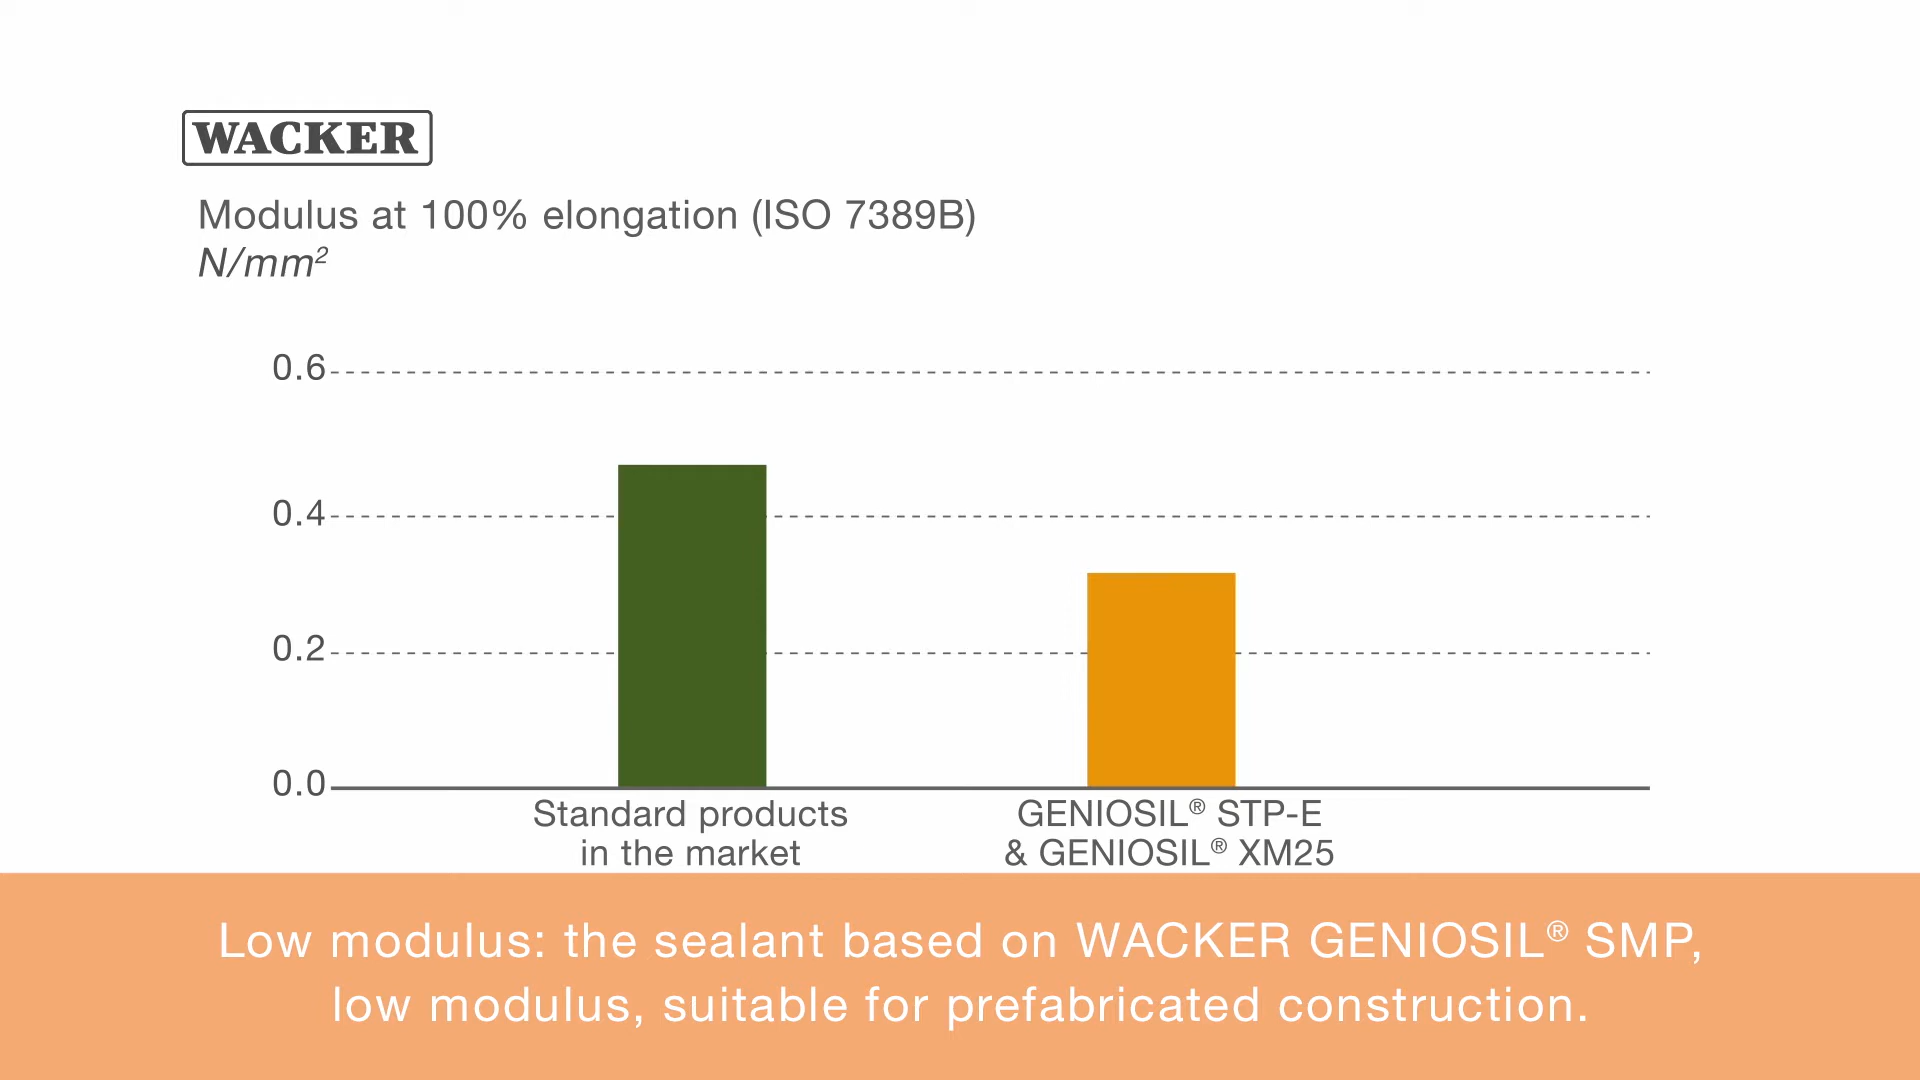 WACKER
Modulus at 100% elongation (ISO 7389B)
N/mm²
0.6
0.4
0.2
0.0
Standard products
in the market
GENIOSIL® STP-E
& GENIOSIL® XM25
Low modulus: the sealant based on WACKER GENIOSIL® SMP,
low modulus, suitable for prefabricated construction.